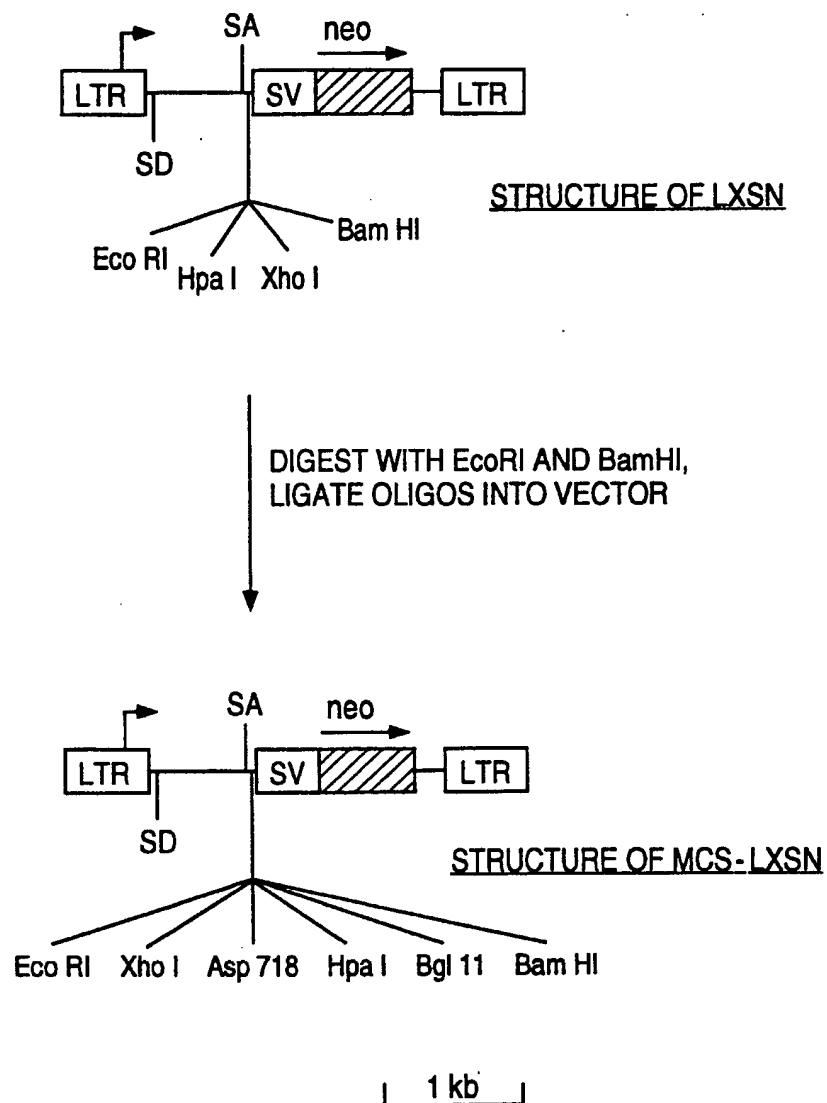 SA
neo
LTR
SV
LTR
SD
STRUCTURE OF LXSN
Eco RI
Hpa I
Xho I
Bam HI
DIGEST WITH EcoRI AND BamHI,
LIGATE OLIGOS INTO VECTOR
SA
neo
LTR
SV
LTR
SD
STRUCTURE OF MCS-LXSN
Eco RI
Xho I
Asp 718
Hpa I
Bgl 11
Bam HI
1 kb